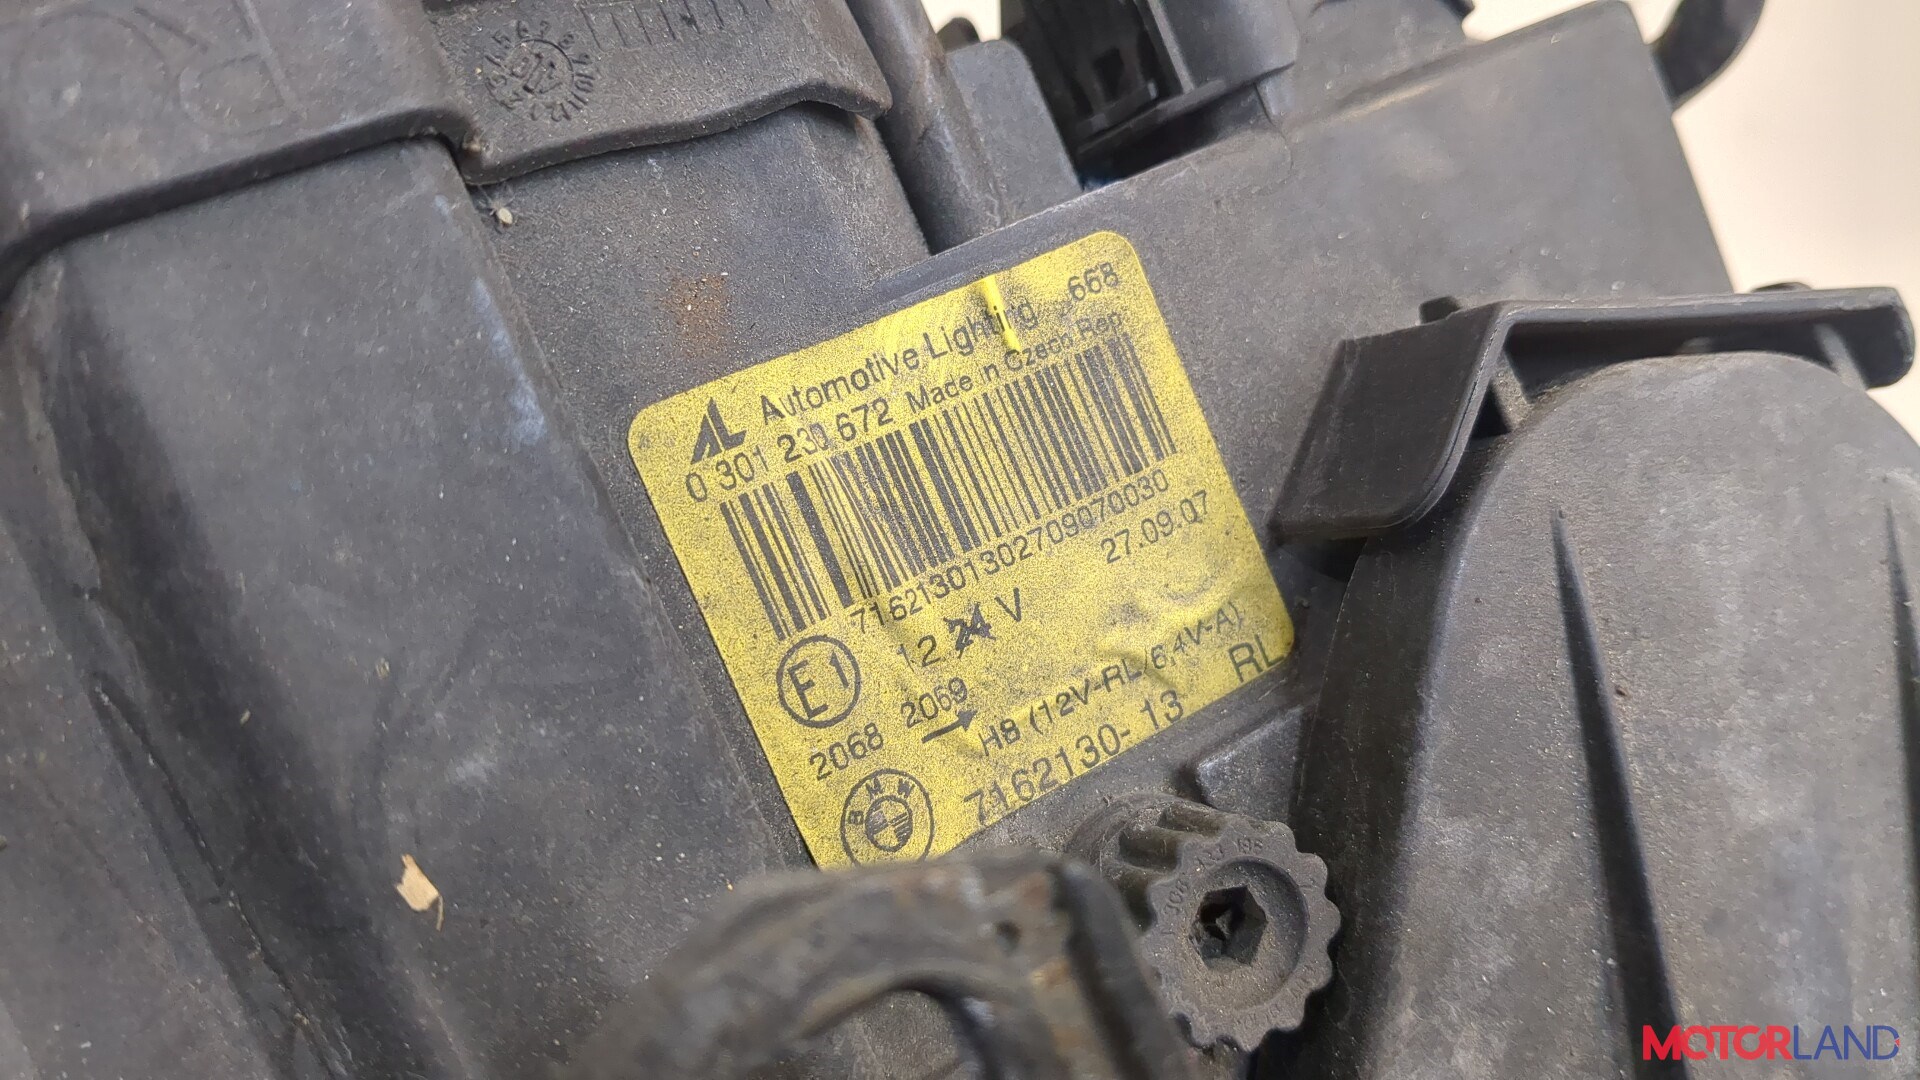 AL Automotive Lighting 668
0 301 230 672 Made in Czech Rep.
71621301302709070030
27.09.07
E1
12 24 V
2068 2069
H8 (12V-RL/6,4V-A)
BMW
7162130-13 RL
MOTORLAND